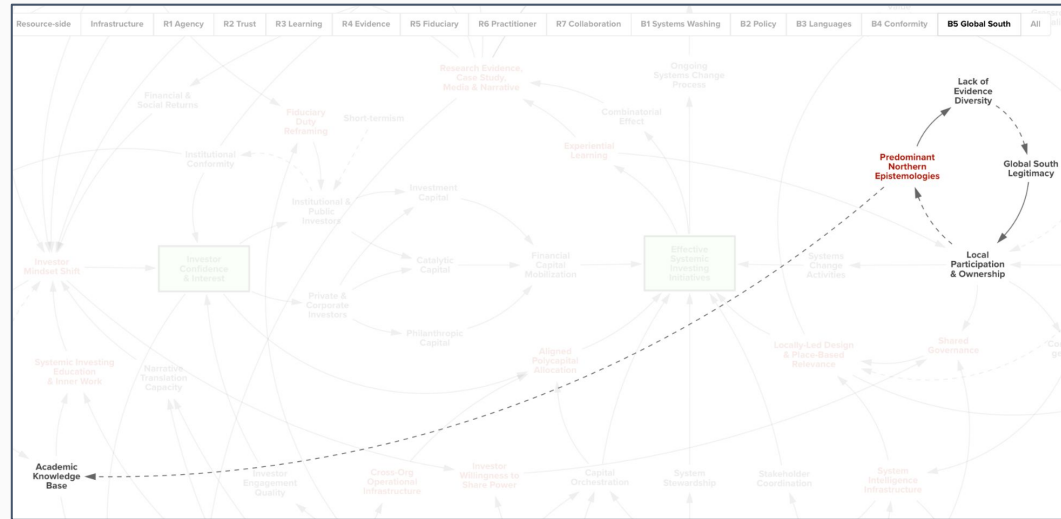 Resource-side
Infrastructure
R1 Agency
R2 Trust
R3 Learning
R4 Evidence
R5 Fiduciary
R6 Practitioner
R7 Collaboration
B1 Systems Washing
B2 Policy
B3 Languages
B4 Conformity
B5 Global South
All
Research Evidence,
Case Study,
Media & Narrative
Ongoing
Systems Change
Process
Lack of
Evidence
Diversity
Financial &
Social Returns
Fiduciary
Duty
Reframing
Short-termism
Combinatorial
Effect
Experiential
Learning
Institutional
Conformity
Predominant
Northern
Epistemologies
Global South
Legitimacy
Institutional &
Public
Investors
Investment
Capital
Investor
Mindset Shift
Investor
Confidence
& Interest
Catalytic
Capital
Financial
Capital
Mobilisation
Effective
Systemic
Investing
Initiatives
Systems
Change
Activities
Local
Participation
& Ownership
Private &
Corporate
Investors
Philanthropic
Capital
Systemic Investing
Education
& Inner Work
Narrative
Translation
Capacity
Aligned
Polycapital
Allocation
Locally-Led Design
& Place-Based
Relevance
Shared
Governance
Academic
Knowledge
Base
Investor
Engagement
Quality
Cross-Org
Operational
Infrastructure
Investor
Willingness to
Share Power
Capital
Orchestration
System
Stewardship
Stakeholder
Coordination
System
Intelligence
Infrastructure